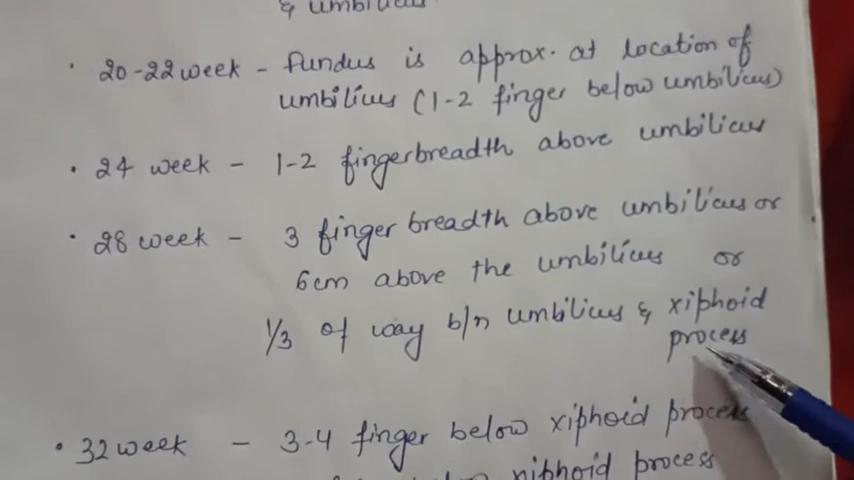 & umbilicus
• 20-22 week - fundus is approx. at location of
umbilicus (1-2 finger below umbilicus)
• 24 week - 1-2 fingerbreadth above umbilicus
• 28 week - 3 finger breadth above umbilicus or
6cm above the umbilicus or
1/3 of way b/n umbilicus & xiphoid
process
• 32 week - 3-4 finger below xiphoid process
xiphoid process